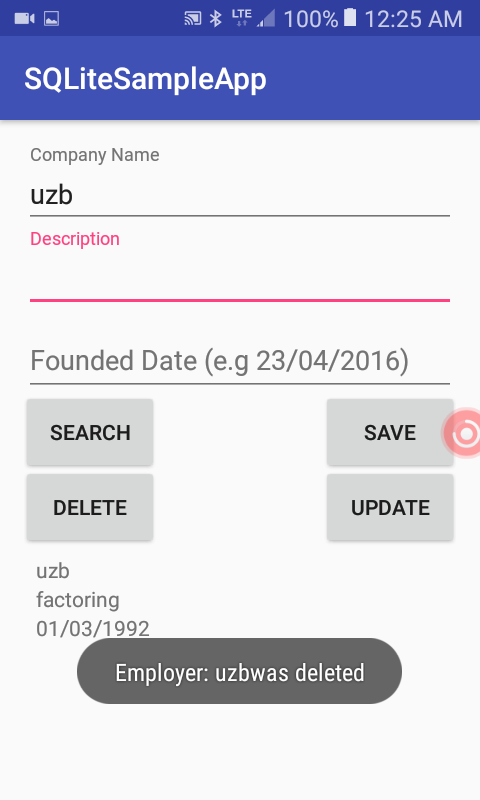 LTE 100% 12:25 AM
SQLiteSampleApp
Company Name
uzb
Description
Founded Date (e.g 23/04/2016)
SEARCH SAVE
DELETE UPDATE
uzb
factoring
01/03/1992
Employer: uzbwas deleted